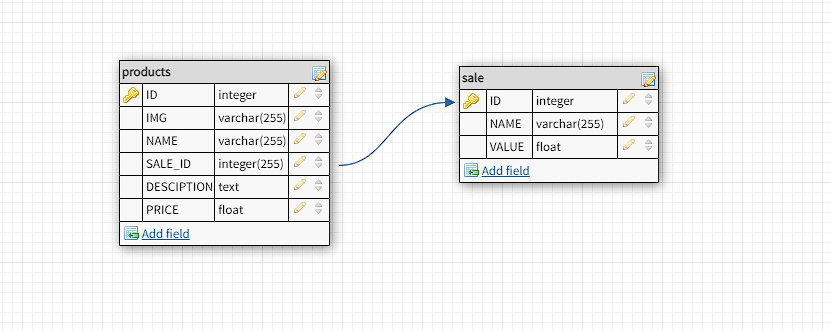 products
ID integer
IMG varchar(255)
NAME varchar(255)
SALE_ID integer(255)
DESCIPTION text
PRICE float
Add field
sale
ID integer
NAME varchar(255)
VALUE float
Add field